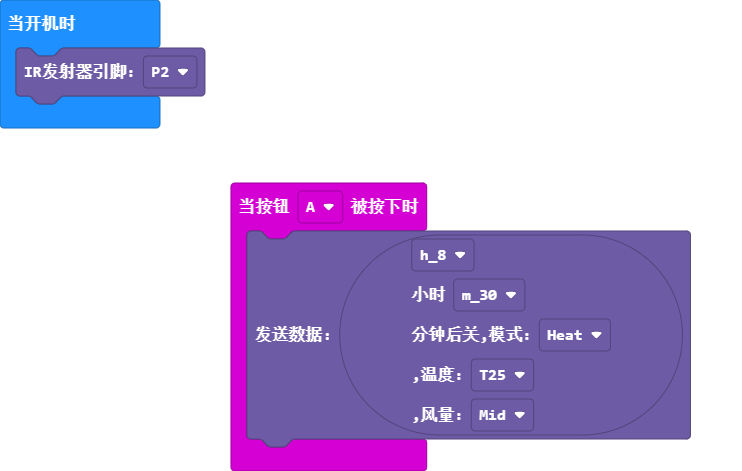 当开机时
IR发射器引脚： P2
当按钮 A 被按下时
h_8
小时 m_30
发送数据： 分钟后关,模式： Heat
,温度： T25
,风量： Mid